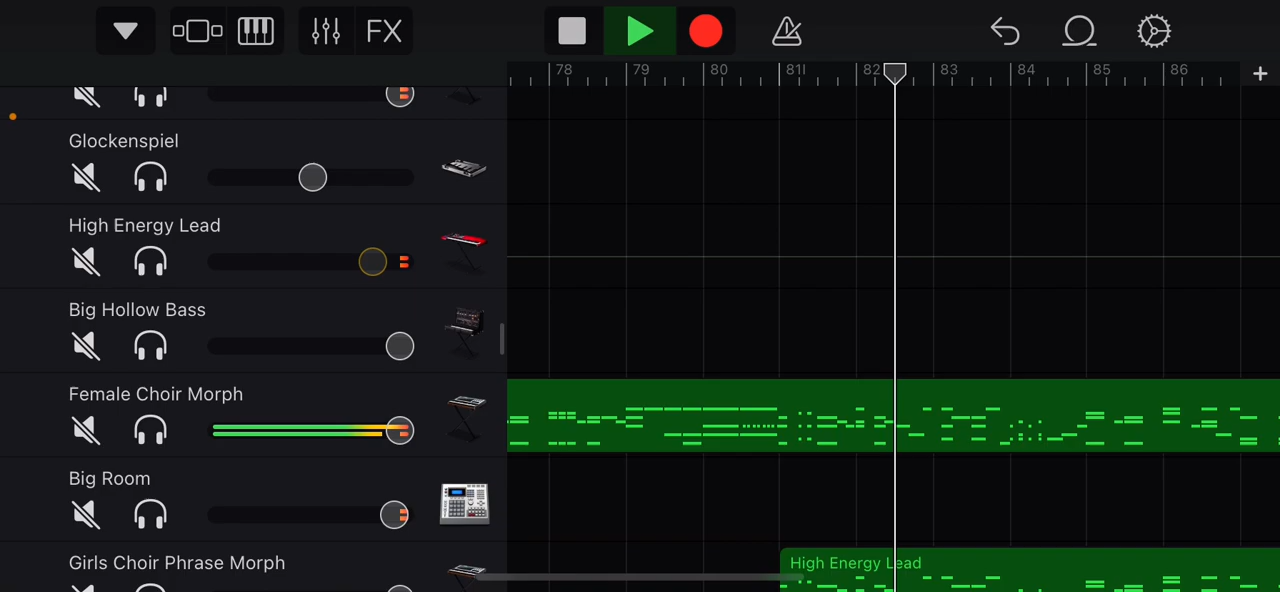 FX
78 79 80 81 82 83 84 85 86
Glockenspiel
High Energy Lead
Big Hollow Bass
Female Choir Morph
Big Room
Girls Choir Phrase Morph
High Energy Lead